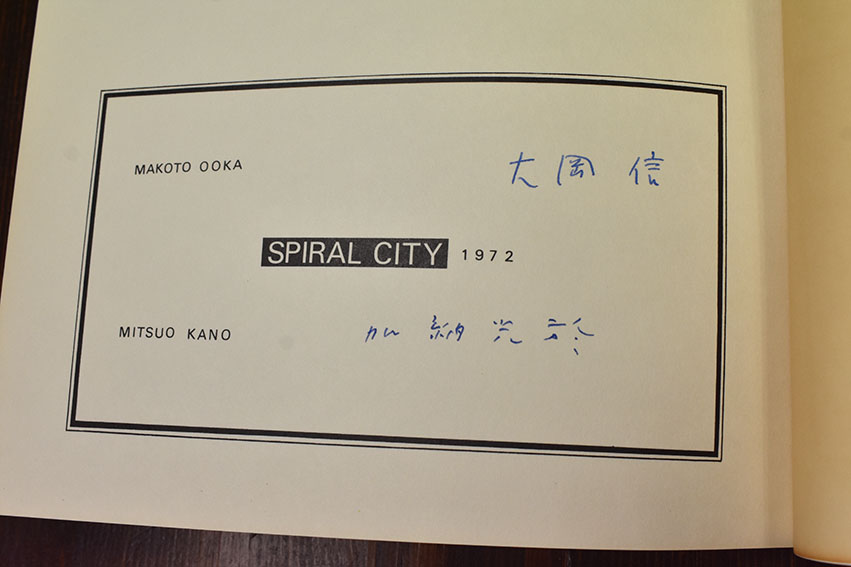 MAKOTO OOKA 大岡 信
SPIRAL CITY 1972
MITSUO KANO 加納光於